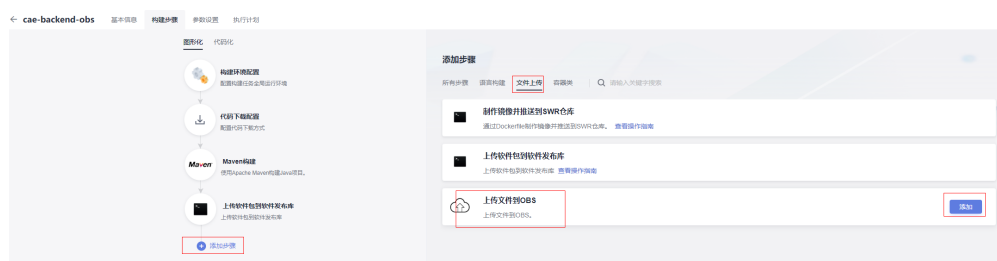 ← cae-backend-obs 基本信息 构建步骤 参数设置 执行计划
图形化 代码化
构建环境配置
配置构建任务全局运行环境
代码下载配置
配置代码下载方式
Maven
Maven构建
使用Apache Maven构建Java项目。
上传软件包到软件发布库
上传软件包到软件发布库
添加步骤
添加步骤
所有步骤 语言构建 文件上传 容器类 请输入关键字搜索
制作镜像并推送到SWR仓库
通过Dockerfile制作镜像并推送到SWR仓库。 查看操作指南
上传软件包到软件发布库
上传软件包到软件发布库 查看操作指南
上传文件到OBS
上传文件到OBS。
添加